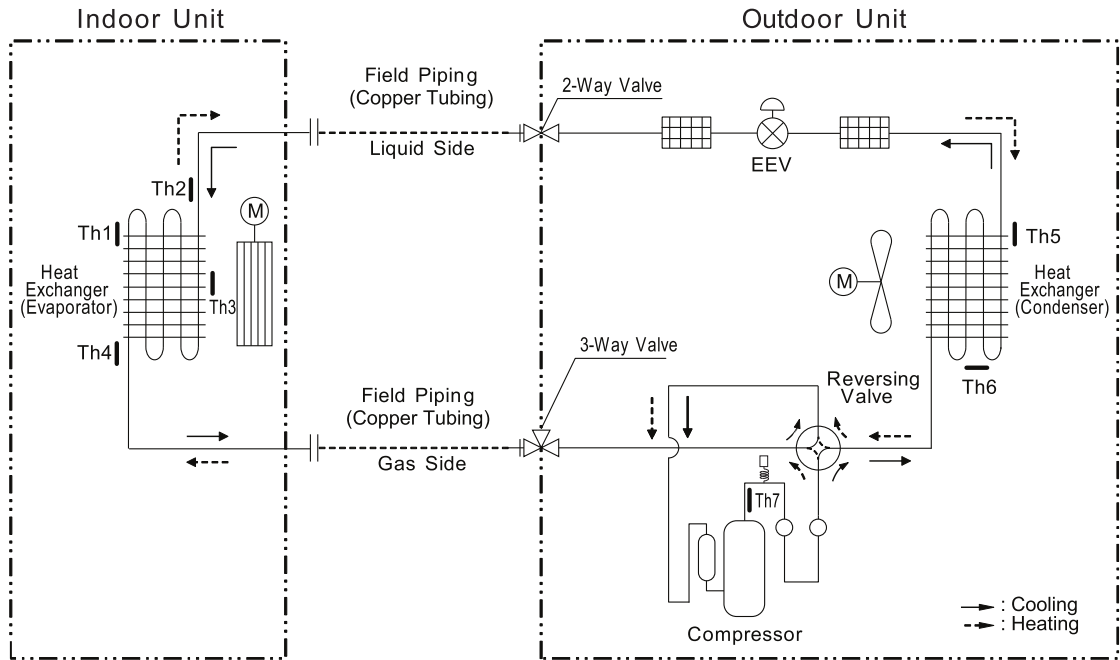 Indoor Unit
Outdoor Unit
Field Piping
(Copper Tubing)
Liquid Side
2-Way Valve
EEV
Th2
M
Th1
Heat
Exchanger
(Evaporator)
Th3
Th4
M
Th5
Heat
Exchanger
(Condenser)
Th6
3-Way Valve
Reversing
Valve
Field Piping
(Copper Tubing)
Gas Side
Th7
Compressor
: Cooling
: Heating